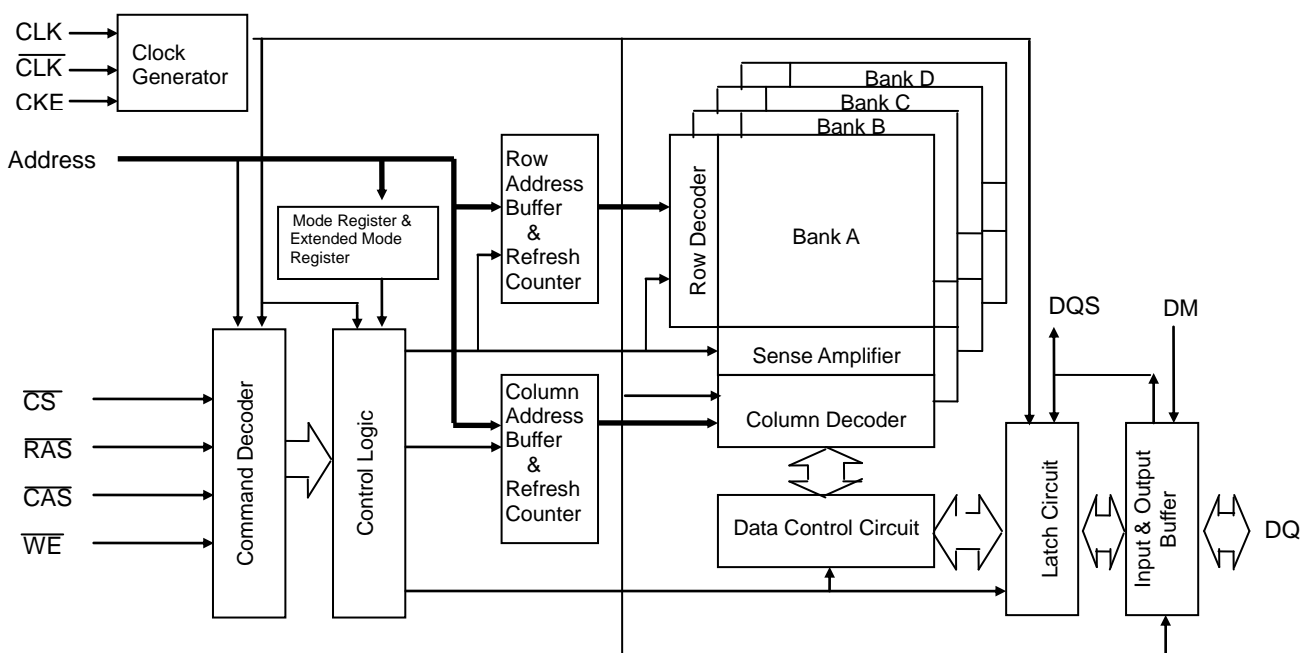 CLK
CLK
CKE
Clock
Generator
Address
Mode Register &
Extended Mode
Register
Row
Address
Buffer
&
Refresh
Counter
Bank D
Bank C
Bank B
Bank A
Row Decoder
Sense Amplifier
Column Decoder
Column
Address
Buffer
&
Refresh
Counter
CS
RAS
CAS
WE
Command Decoder
Control Logic
Data Control Circuit
DQS
DM
Latch Circuit
Input & Output
Buffer
DQ